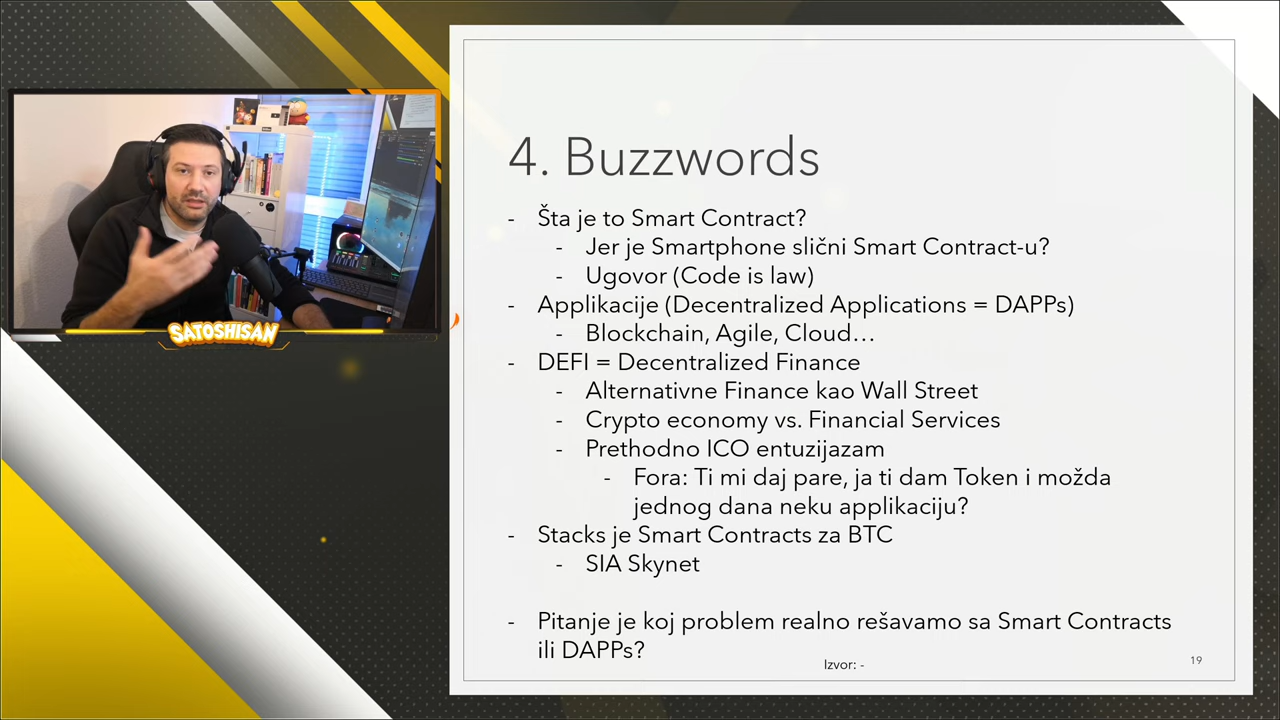 4. Buzzwords
- Šta je to Smart Contract?
- Jer je Smartphone slični Smart Contract-u?
- Ugovor (Code is law)
- Applikacije (Decentralized Applications = DAPPs)
- Blockchain, Agile, Cloud…
- DEFI = Decentralized Finance
- Alternativne Finance kao Wall Street
- Crypto economy vs. Financial Services
- Prethodno ICO entuzijazam
- Fora: Ti mi daj pare, ja ti dam Token i možda
jednog dana neku applikaciju?
- Stacks je Smart Contracts za BTC
- SIA Skynet
- Pitanje je koj problem realno rešavamo sa Smart Contracts
ili DAPPs?
Izvor: -
19
SATOSHISAN